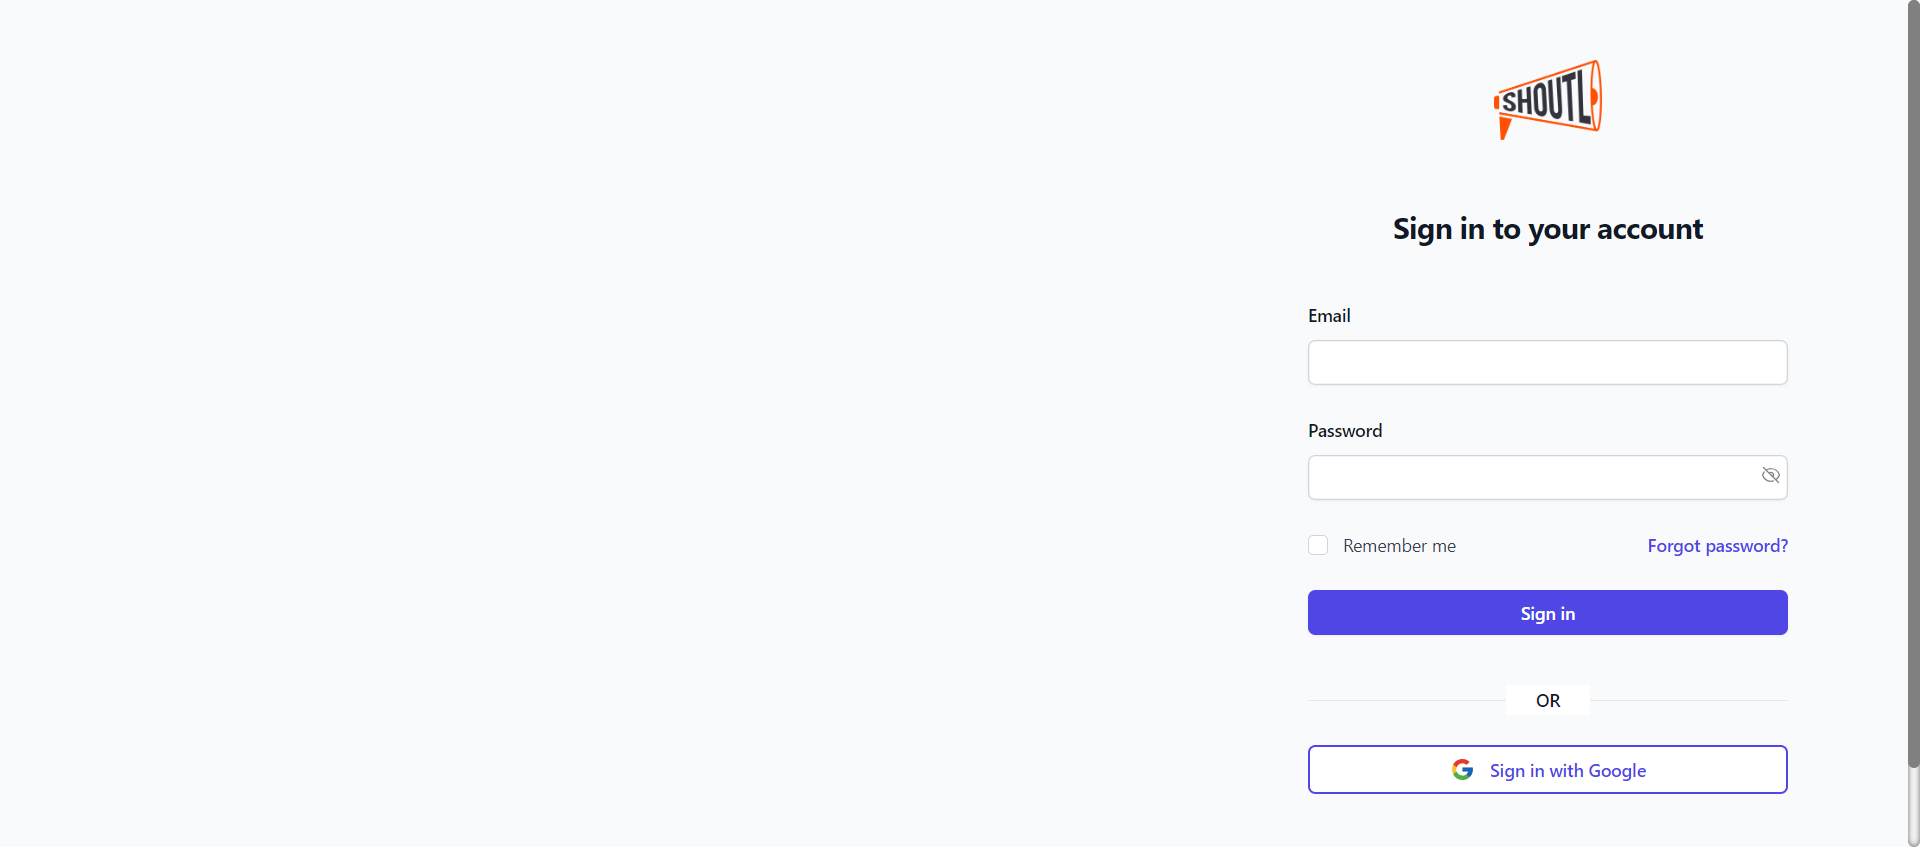 SHOUTL
Sign in to your account
Email
Password
Remember me
Forgot password?
Sign in
OR
Sign in with Google